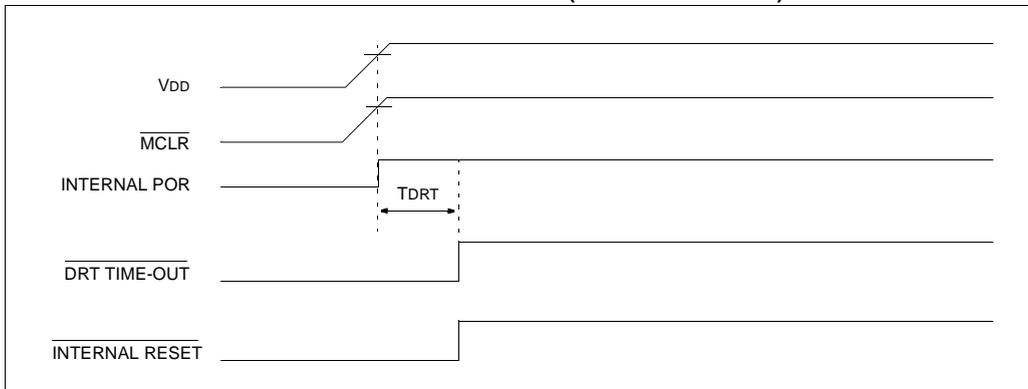 VDD
MCLR
INTERNAL POR
TDRT
DRT TIME-OUT
INTERNAL RESET